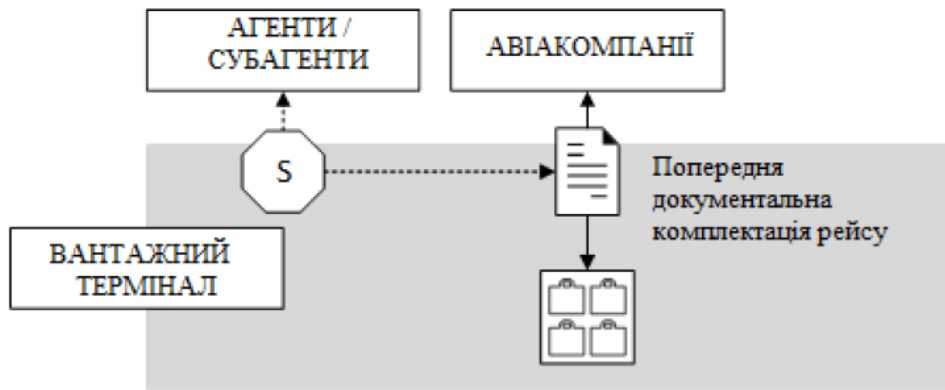 АГЕНТИ /
СУБАГЕНТИ
АВІАКОМПАНІЇ
S
Попередня
документальна
комплектація рейсу
ВАНТАЖНИЙ
ТЕРМІНАЛ